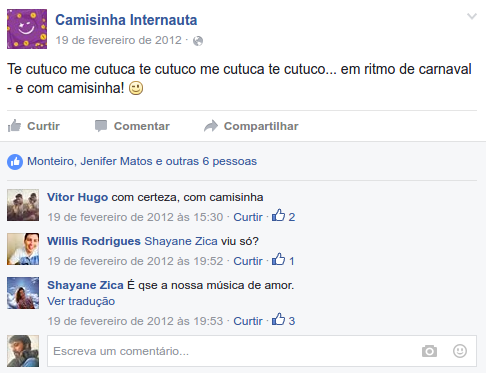 Camisinha Internauta
19 de fevereiro de 2012 ·
Te cutuco me cutuca te cutuco me cutuca te cutuco... em ritmo de carnaval
- e com camisinha!
Curtir Comentar Compartilhar
Monteiro, Jenifer Matos e outras 6 pessoas
Vitor Hugo com certeza, com camisinha
19 de fevereiro de 2012 às 15:30 · Curtir · 2
Willis Rodrigues Shayane Zica viu só?
19 de fevereiro de 2012 às 19:52 · Curtir · 1
Shayane Zica É qse a nossa música de amor.
Ver tradução
19 de fevereiro de 2012 às 19:53 · Curtir · 3
Escreva um comentário...